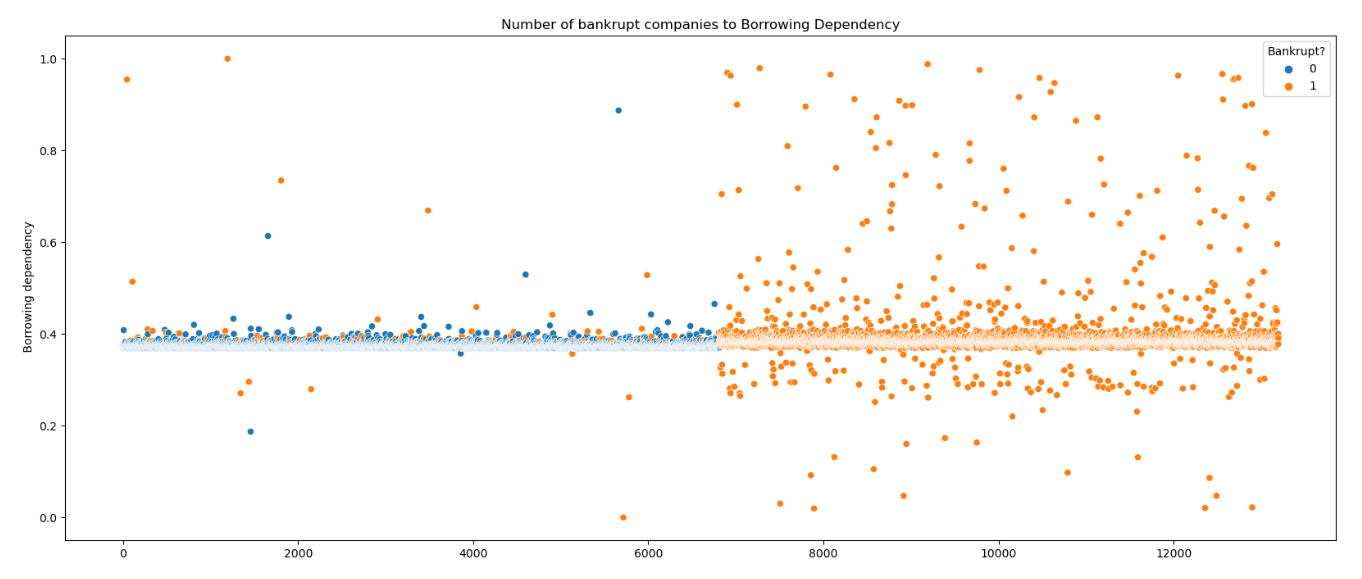 Number of bankrupt companies to Borrowing Dependency
Bankrupt?
0
1
Borrowing dependency
1.0
0.8
0.6
0.4
0.2
0.0
0 2000 4000 6000 8000 10000 12000